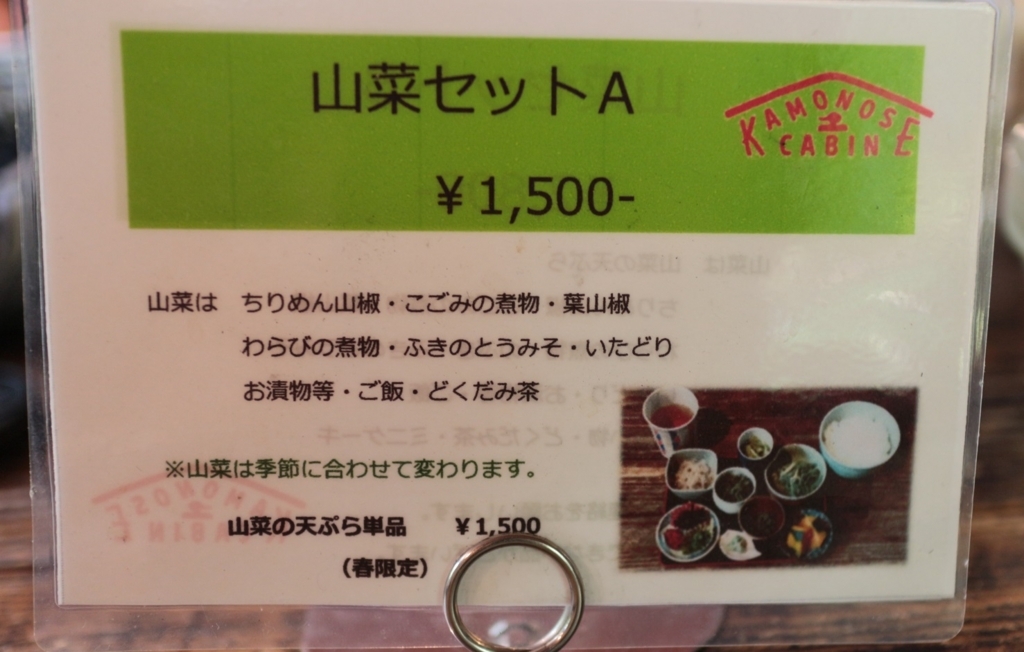 山菜セットA
KAMONOSE
CABIN
¥1,500-
山菜は ちりめん山椒・こごみの煮物・葉山椒
わらびの煮物・ふきのとうみそ・いたどり
お漬物等・ご飯・どくだみ茶
※山菜は季節に合わせて変わります。
山菜の天ぷら単品 ¥1,500
（春限定）